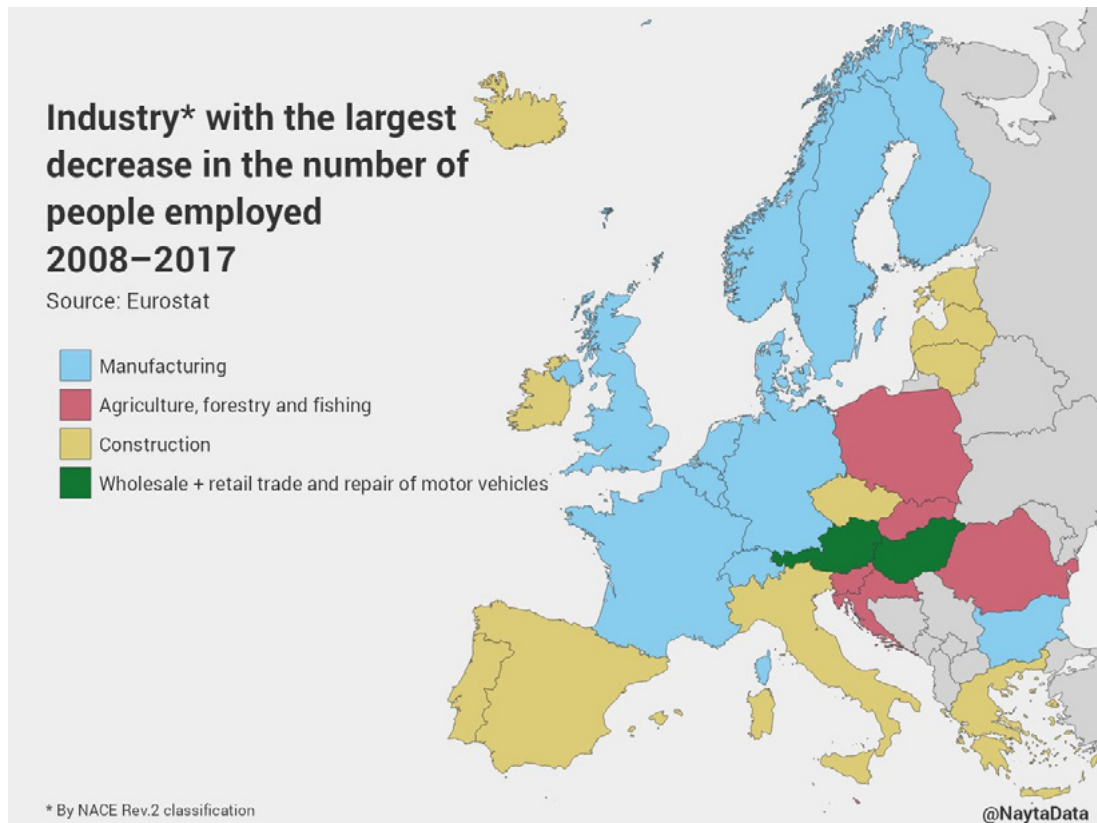 Industry* with the largest
decrease in the number of
people employed
2008–2017
Source: Eurostat
Manufacturing
Agriculture, forestry and fishing
Construction
Wholesale + retail trade and repair of motor vehicles
* By NACE Rev.2 classification
@NaytaData